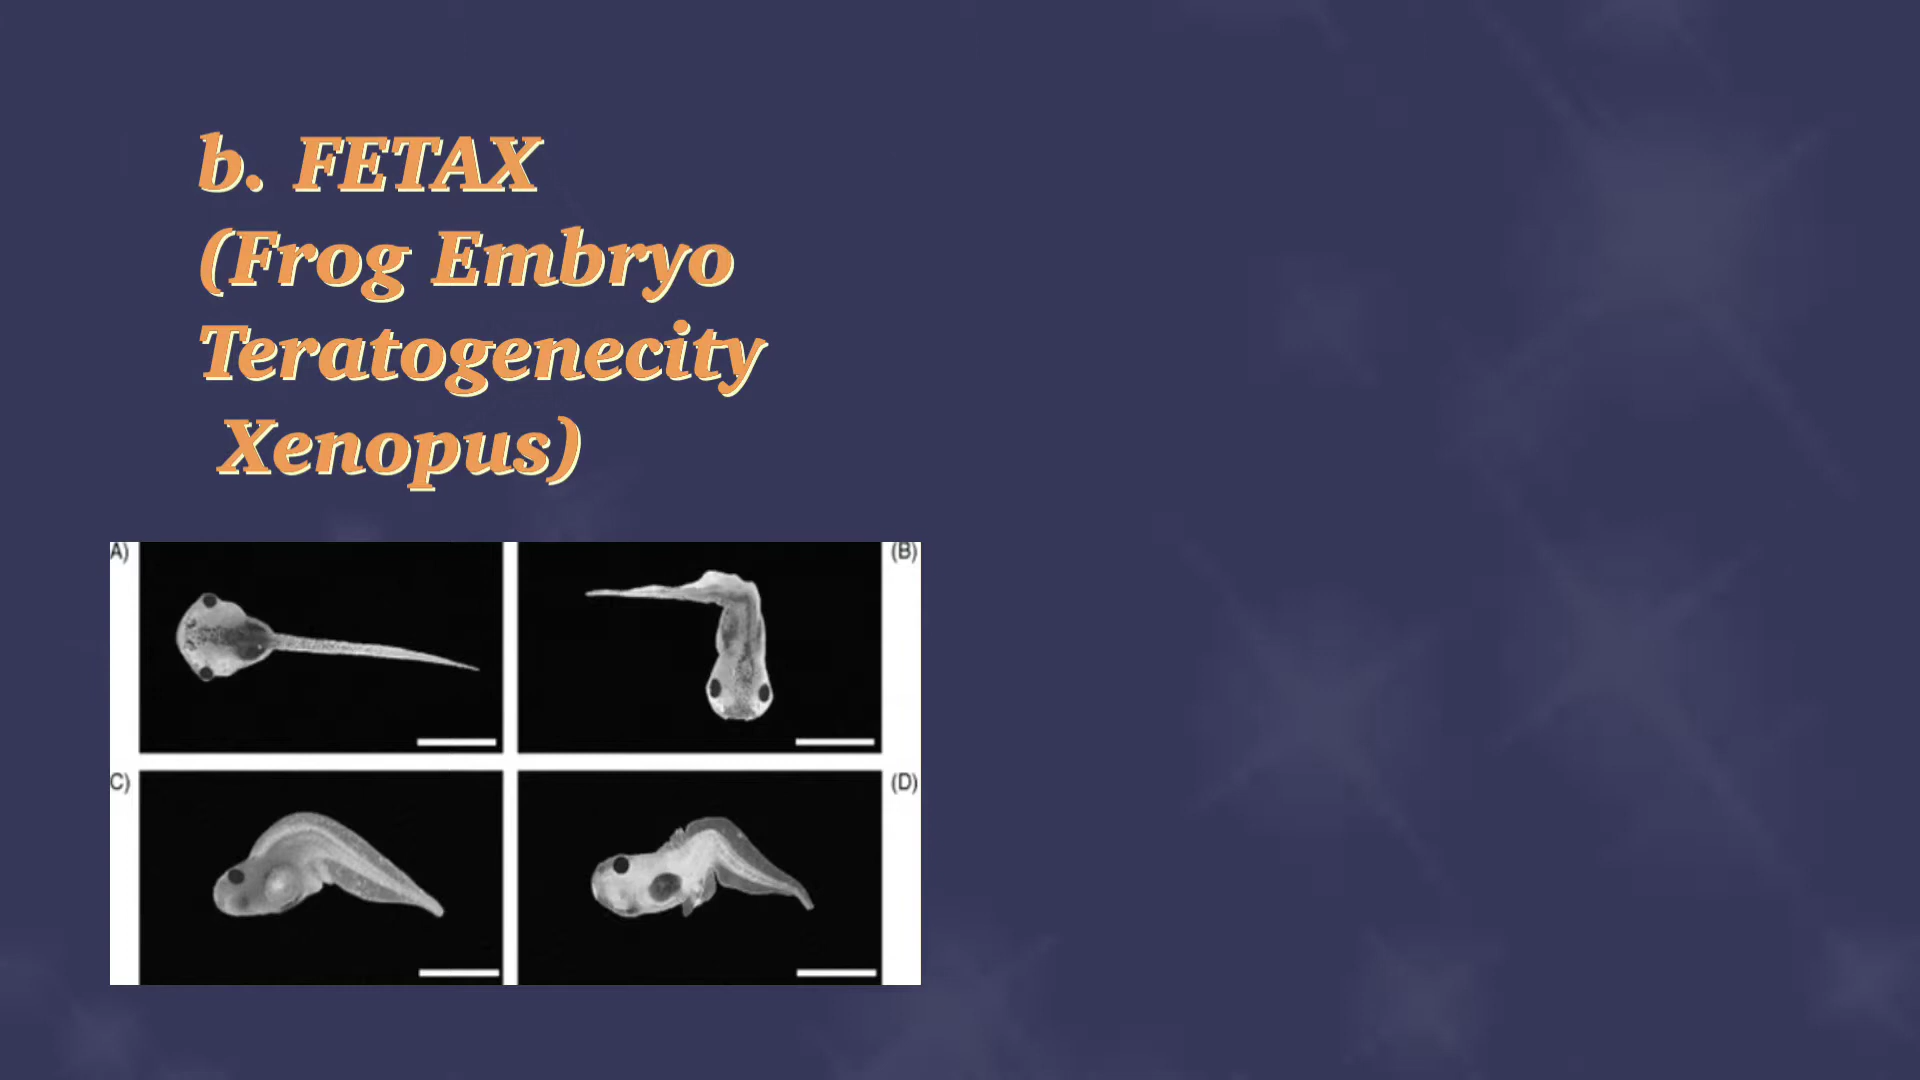 b. FETAX
(Frog Embryo
Teratogenecity
Xenopus)
A) (B)
C) (D)